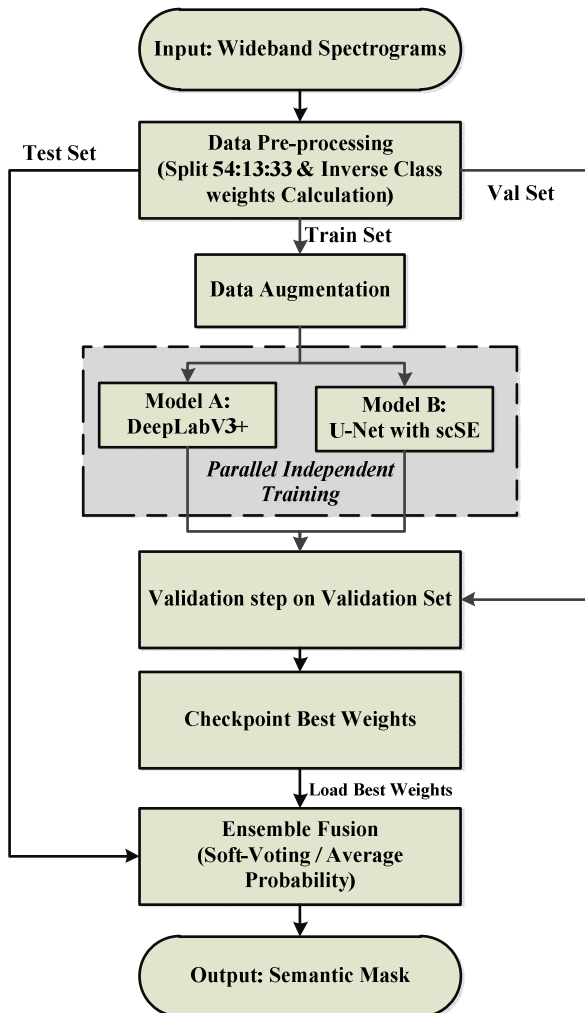 Input: Wideband Spectrograms
Test Set
Data Pre-processing
(Split 54:13:33 & Inverse Class
weights Calculation)
Val Set
Train Set
Data Augmentation
Model A:
DeepLabV3+
Model B:
U-Net with scSE
Parallel Independent
Training
Validation step on Validation Set
Checkpoint Best Weights
Load Best Weights
Ensemble Fusion
(Soft-Voting / Average
Probability)
Output: Semantic Mask